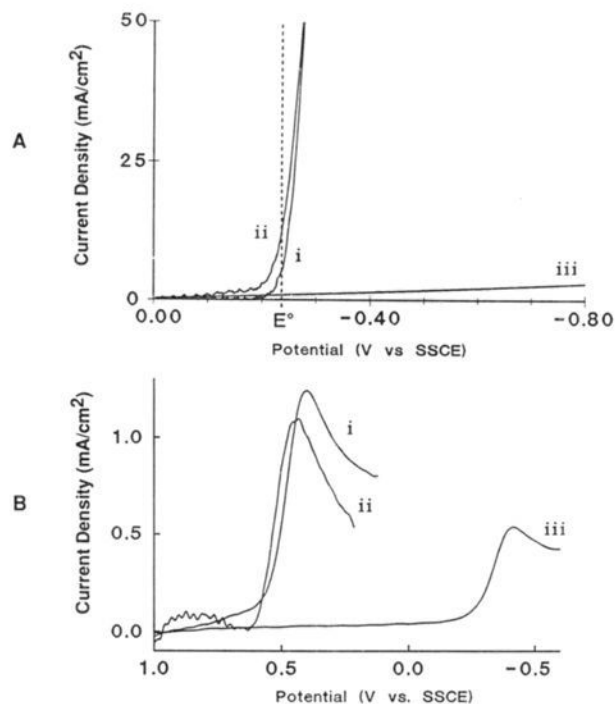 A
Current Density (mA/cm²)
50
25
0
ii
i
iii
0.00
E°
-0.40
-0.80
Potential (V vs SSCE)
B
Current Density (mA/cm²)
1.0
0.5
0.0
i
ii
iii
1.0
0.5
0.0
-0.5
Potential (V vs. SSCE)